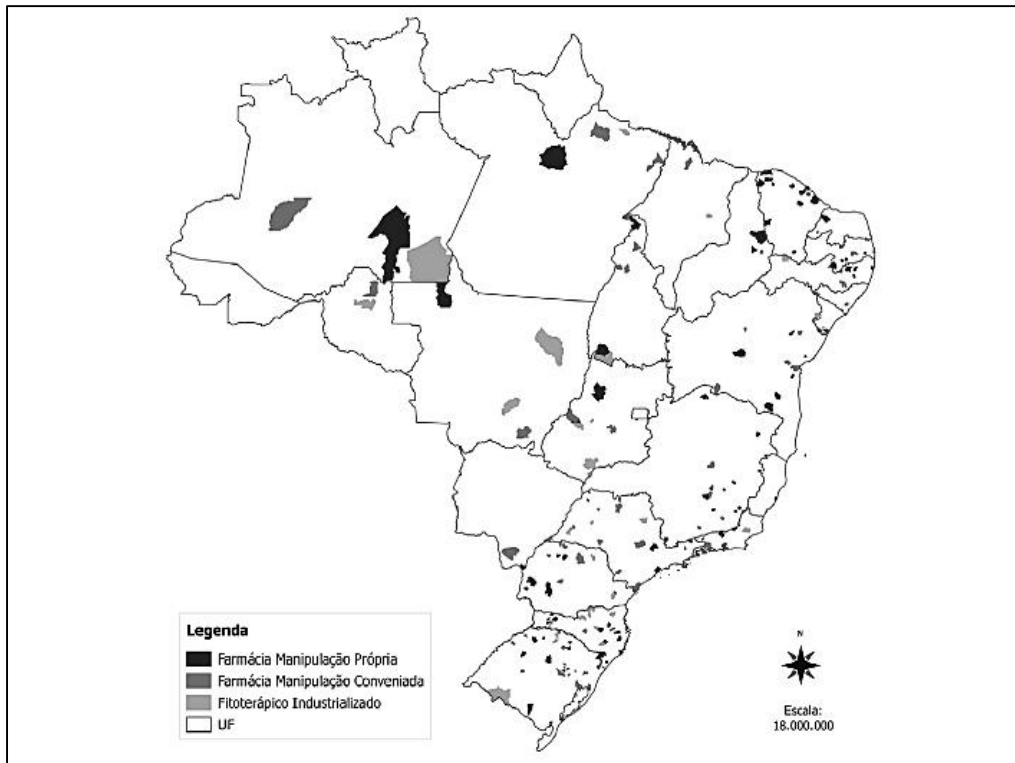 Legenda
Farmácia Manipulação Própria
Farmácia Manipulação Conveniada
Fitoterápico Industrializado
UF
N
Escala:
18.000.000